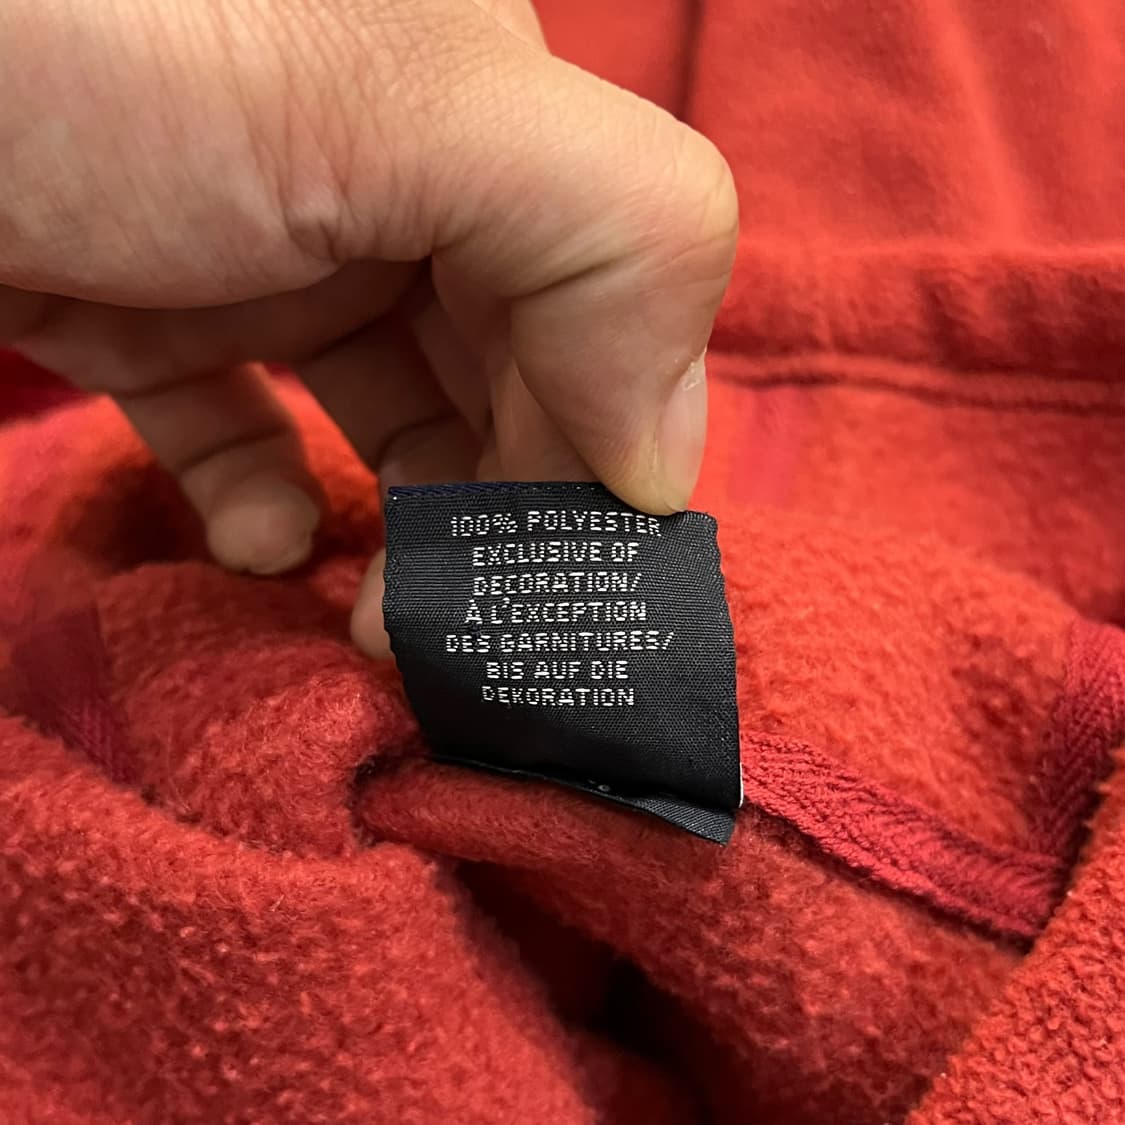 100% POLYESTER
EXCLUSIVE OF
DECORATION/
À L'EXCEPTION
DES GARNITURES/
BIS AUF DIE
DEKORATION